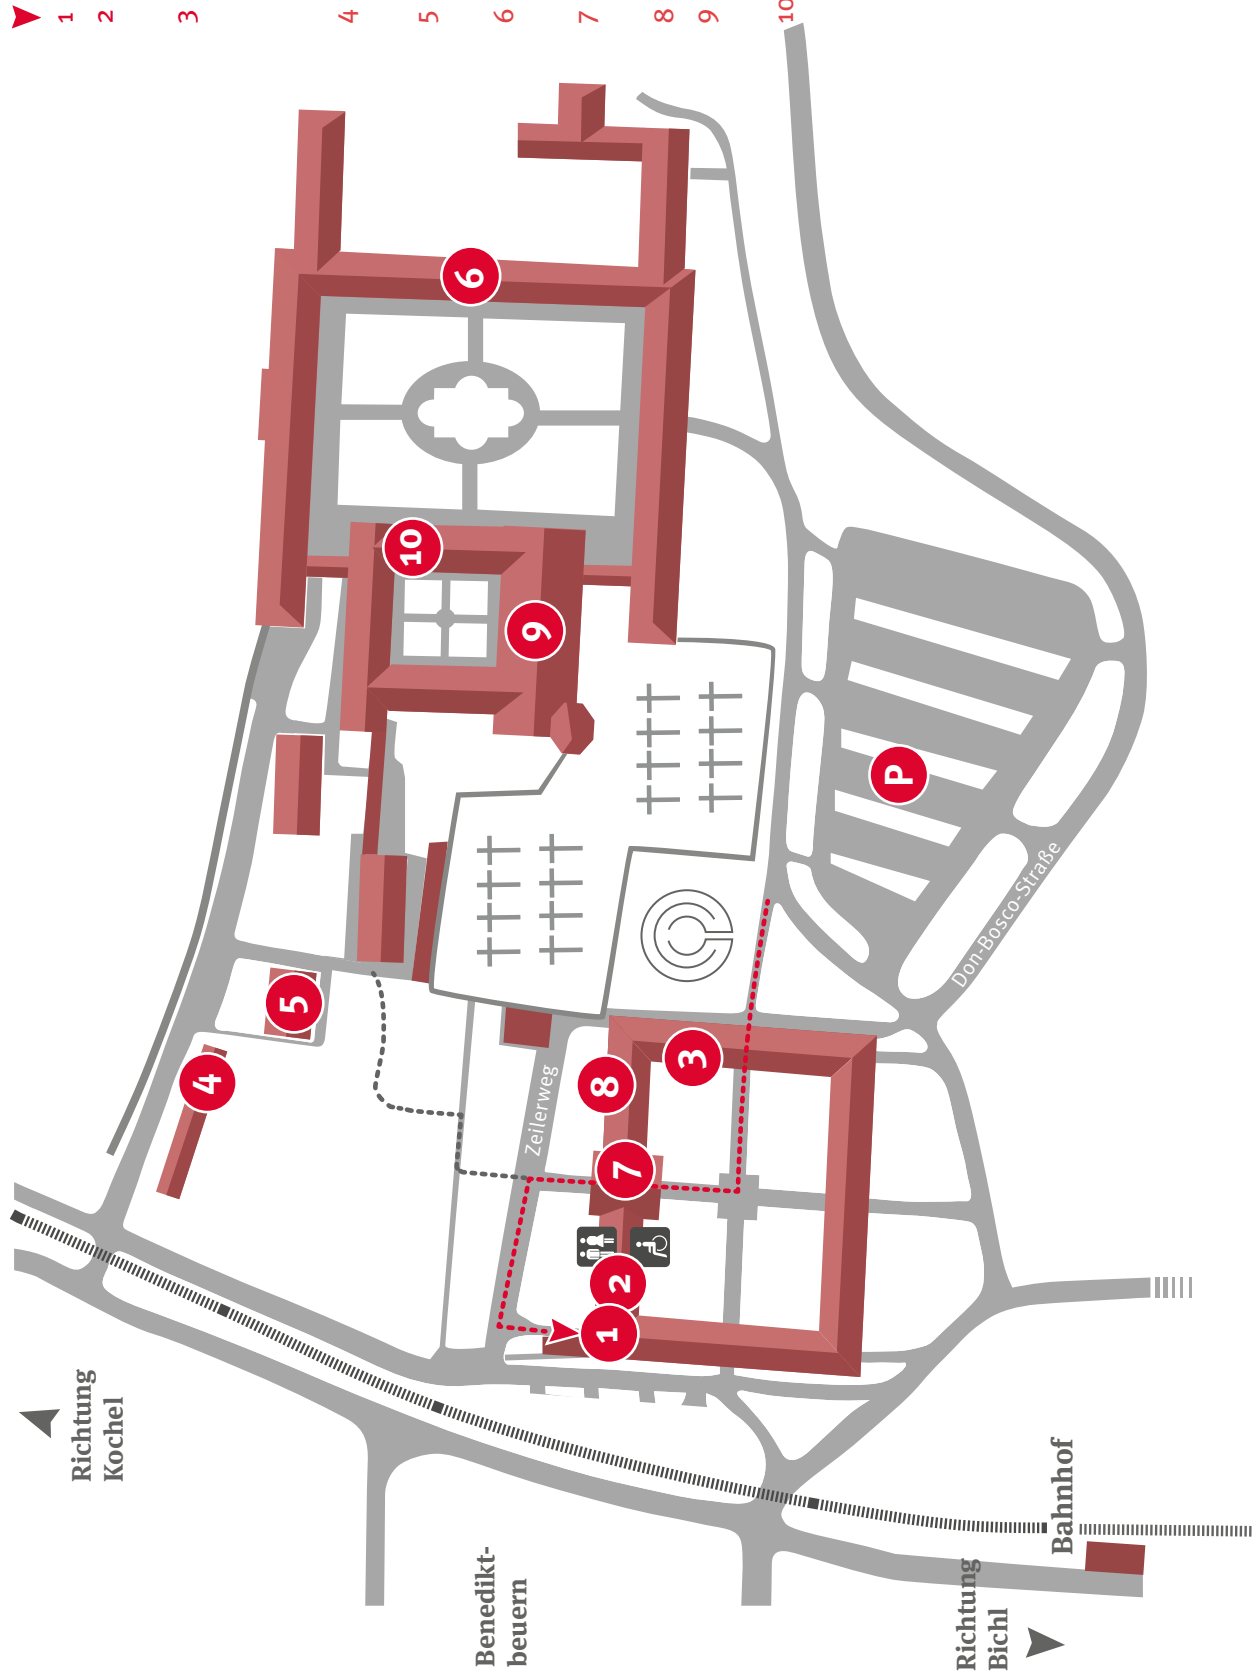 1
2
3
4
5
6
7
8
9
10
6
10
9
P
5
4
3
8
7
2
1
Don-Bosco-Straße
Zeilerweg
Richtung
Kochel
Benedikt-
beuern
Bahnhof
Richtung
Bichl